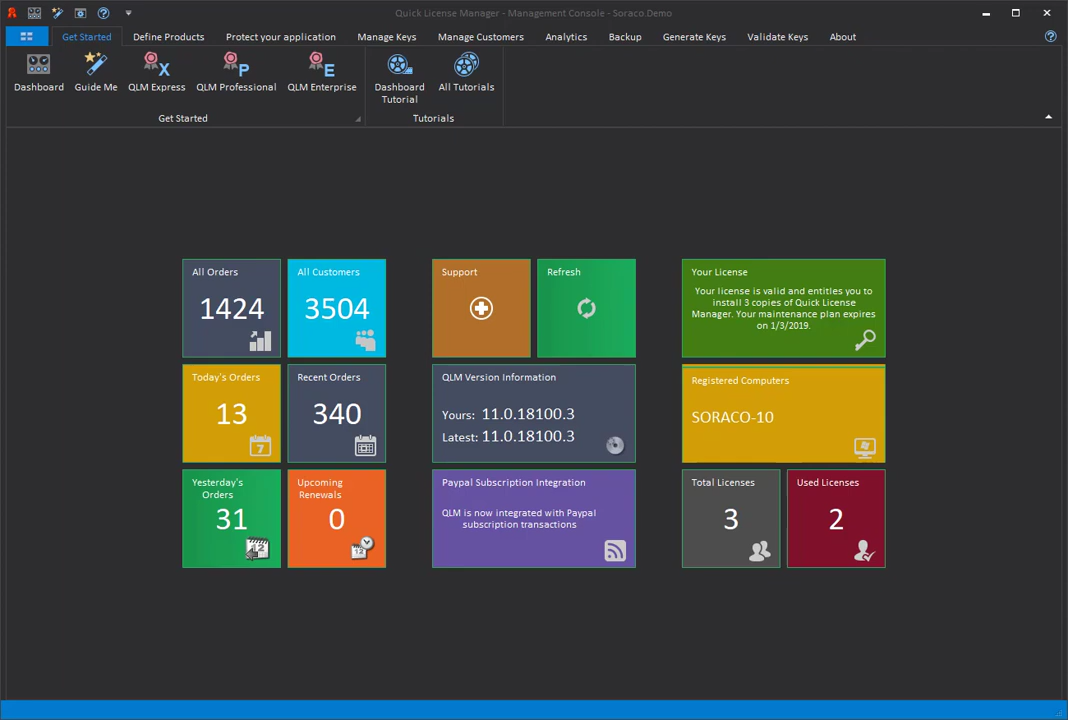 Quick License Manager - Management Console - Soraco Demo
Get Started
Define Products
Protect your application
Manage Keys
Manage Customers
Analytics
Backup
Generate Keys
Validate Keys
About
X
P
E
Dashboard
Guide Me
QLM Express
QLM Professional
QLM Enterprise
Dashboard
Tutorial
All Tutorials
Get Started
Tutorials
All Orders
1424
All Customers
3504
Today's Orders
13
7
Recent Orders
340
Yesterday's
Orders
31
12
Upcoming
Renewals
0
12
Support
Refresh
QLM Version Information
Yours: 11.0.18100.3
Latest: 11.0.18100.3
Paypal Subscription Integration
QLM is now integrated with Paypal
subscription transactions
Your License
Your license is valid and entitles you to
install 3 copies of Quick License
Manager. Your maintenance plan expires
on 1/3/2019.
Registered Computers
SORACO-10
Total Licenses
3
Used Licenses
2